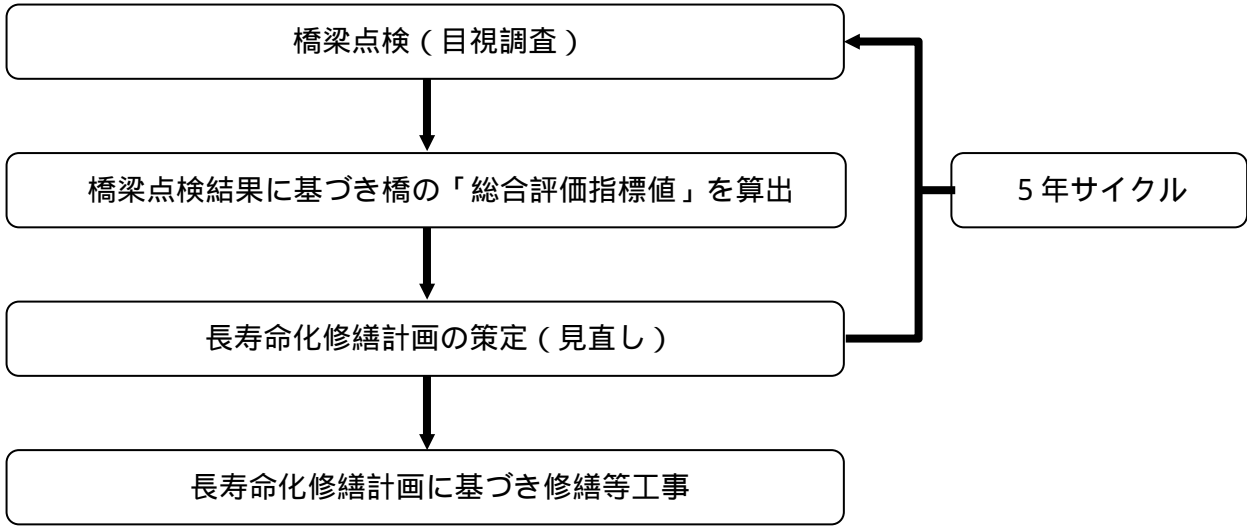 橋梁点検（目視調査）
橋梁点検結果に基づき橋の「総合評価指標値」を算出
5年サイクル
長寿命化修繕計画の策定（見直し）
長寿命化修繕計画に基づき修繕等工事